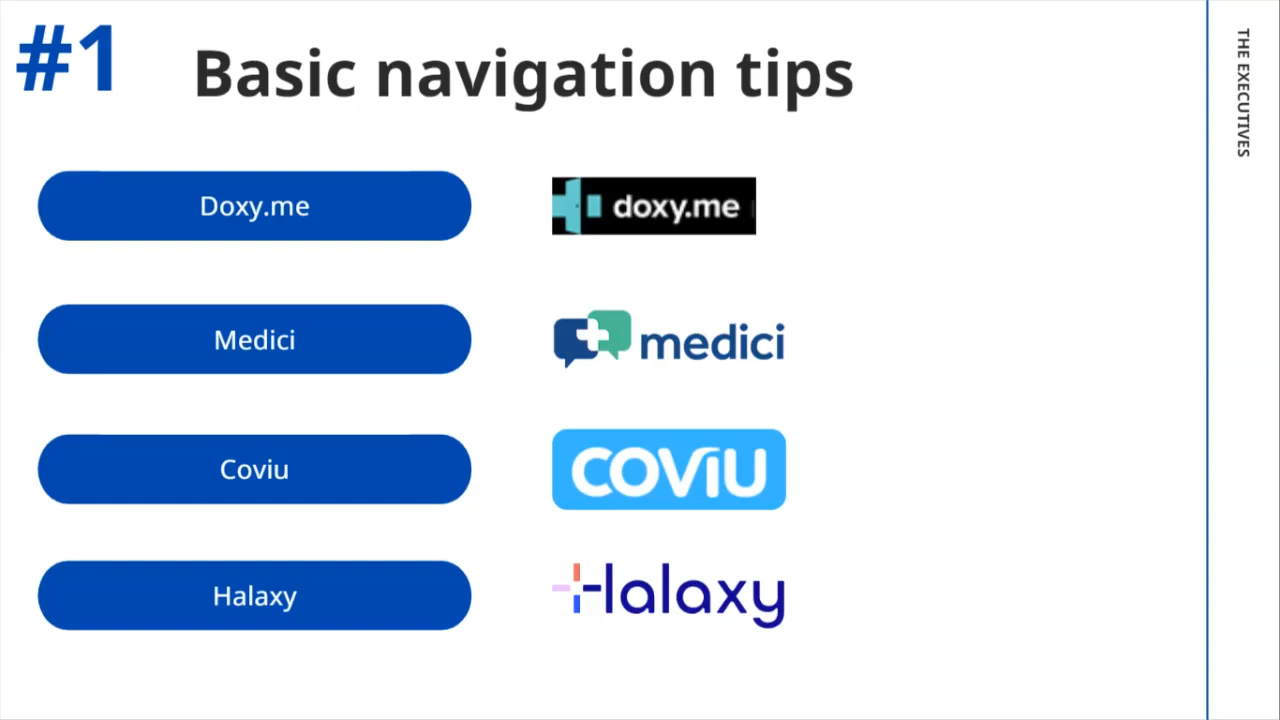 #1
Basic navigation tips
THE EXECUTIVES
Doxy.me
doxy.me
Medici
medici
Coviu
COViU
Halaxy
Halaxy